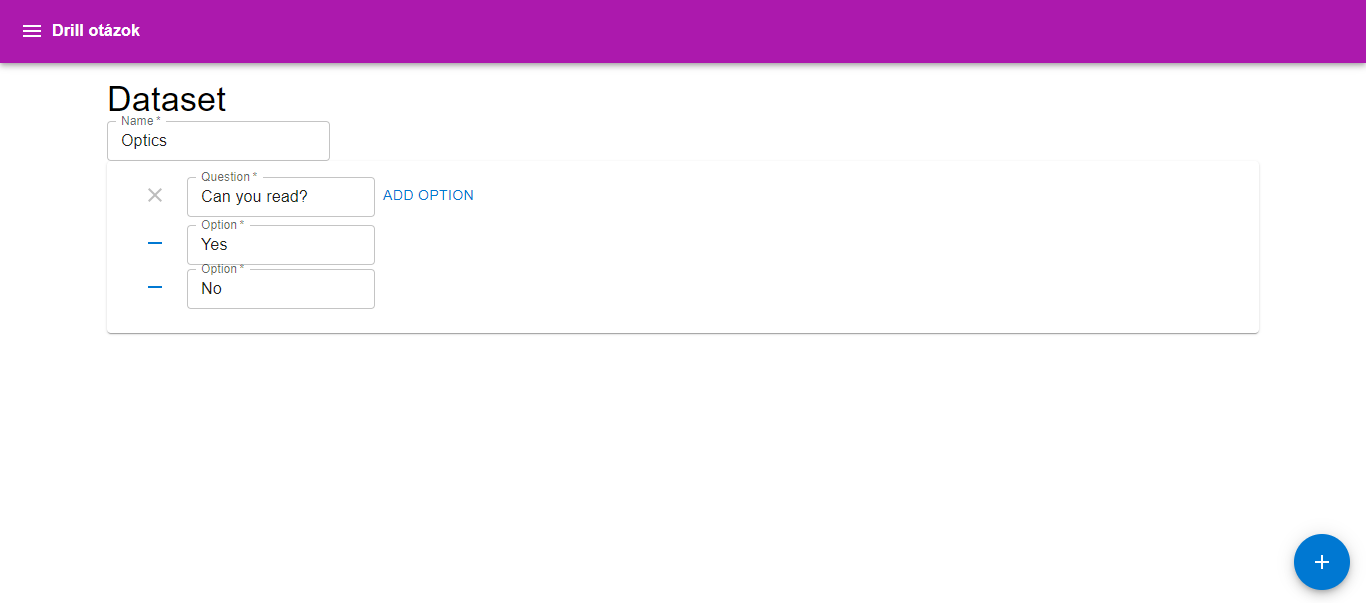 Drill otázok
Dataset
Name *
Optics
Question *
Can you read?
ADD OPTION
Option *
Yes
Option *
No